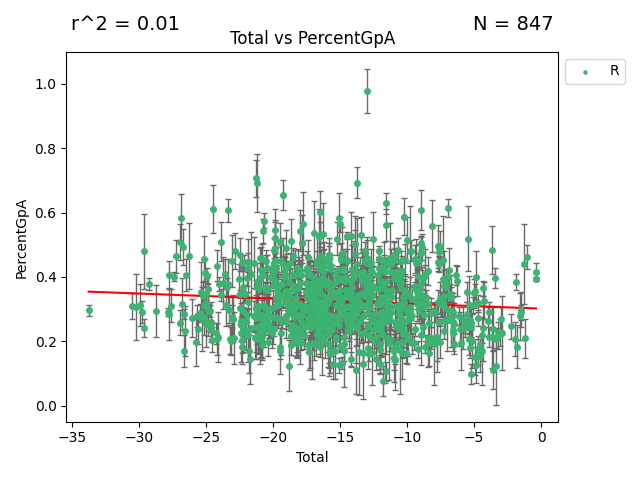 r^2 = 0.01
N = 847
Total vs PercentGpA
R
PercentGpA
1.0
0.8
0.6
0.4
0.2
0.0
−35
−30
−25
−20
−15
−10
−5
0
Total